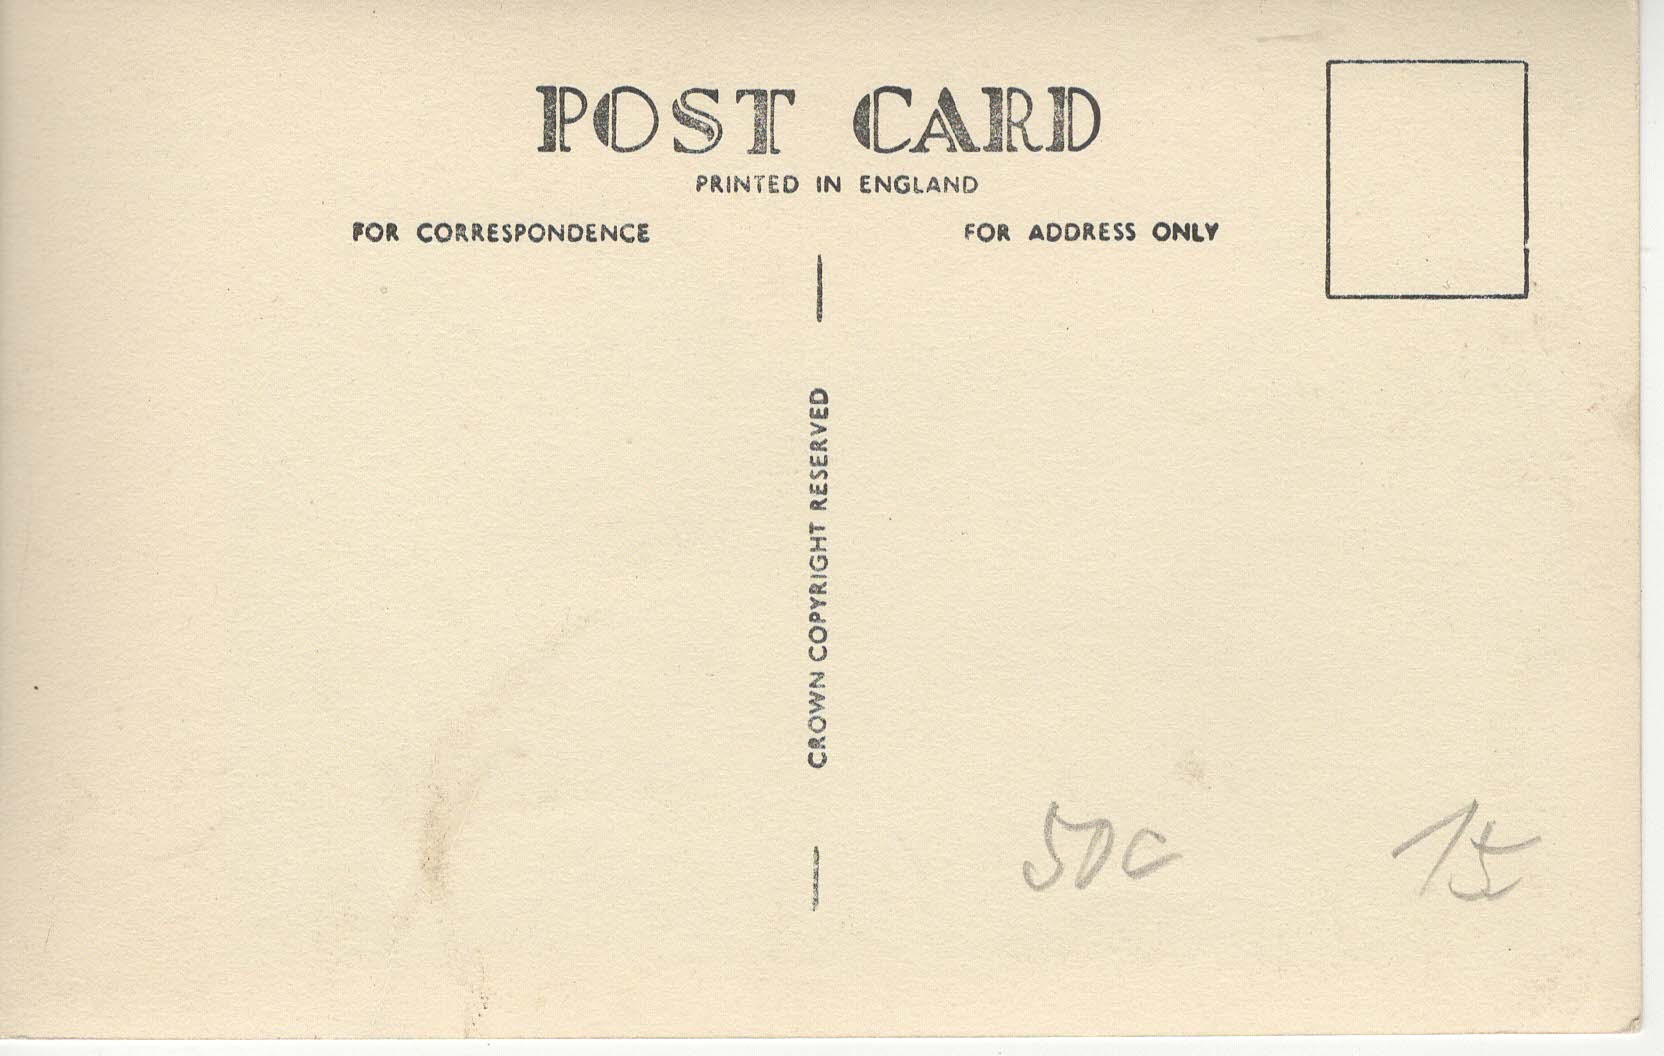 POST CARD
PRINTED IN ENGLAND
FOR CORRESPONDENCE
FOR ADDRESS ONLY
CROWN COPYRIGHT RESERVED
50c
15